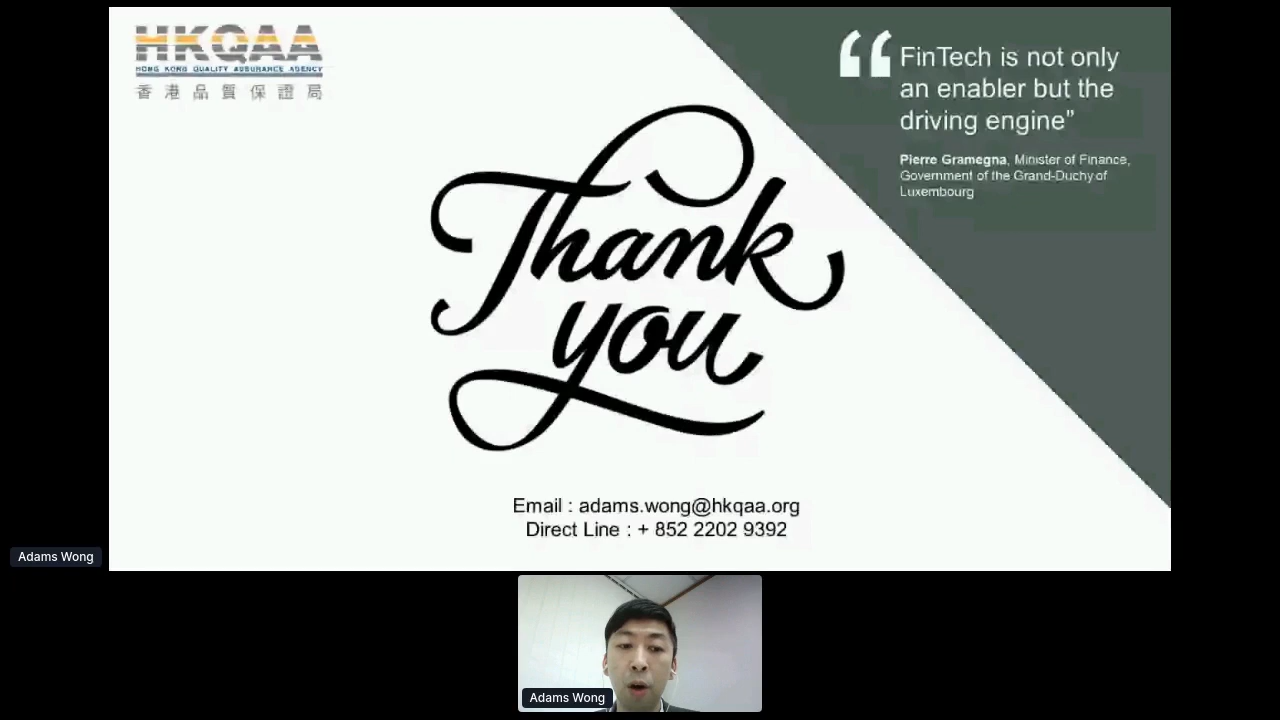 HKQAA
HONG KONG QUALITY ASSURANCE AGENCY
香港品質保證局
“ FinTech is not only
an enabler but the
driving engine”
Pierre Gramegna, Minister of Finance,
Government of the Grand-Duchy of
Luxembourg
Thank
you
Email : adams.wong@hkqaa.org
Direct Line : + 852 2202 9392
Adams Wong
Adams Wong